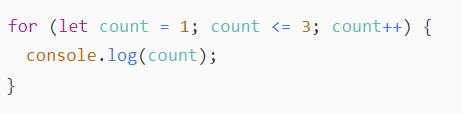 for (let count = 1; count <= 3; count++) {
  console.log(count);
}